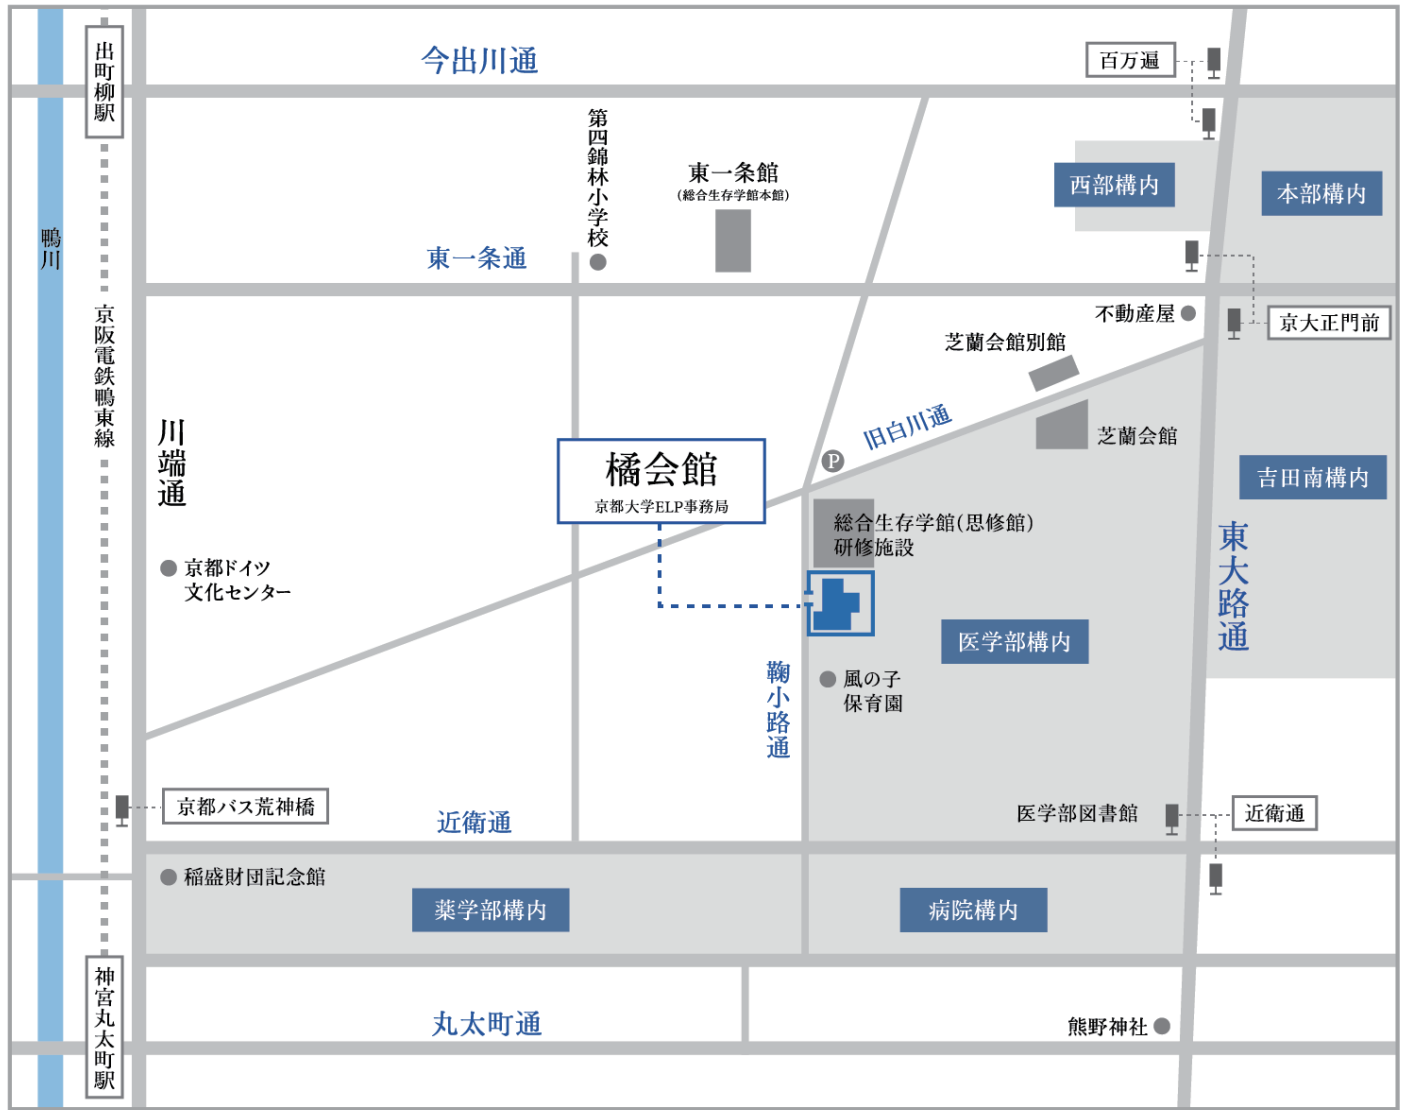 出町柳駅
今出川通
百万遍
第四錦林小学校
東一条館
(総合生存学館本館)
西部構内
本部構内
鴨川
東一条通
京阪電鉄鴨東線
不動産屋
京大正門前
芝蘭会館別館
旧白川通
芝蘭会館
川端通
橘会館
京都大学ELP事務局
P
吉田南構内
総合生存学館(思修館)
研修施設
東大路通
京都ドイツ
文化センター
医学部構内
鞠小路通
風の子
保育園
京都バス荒神橋
近衛通
医学部図書館
近衛通
稲盛財団記念館
薬学部構内
病院構内
神宮丸太町駅
丸太町通
熊野神社